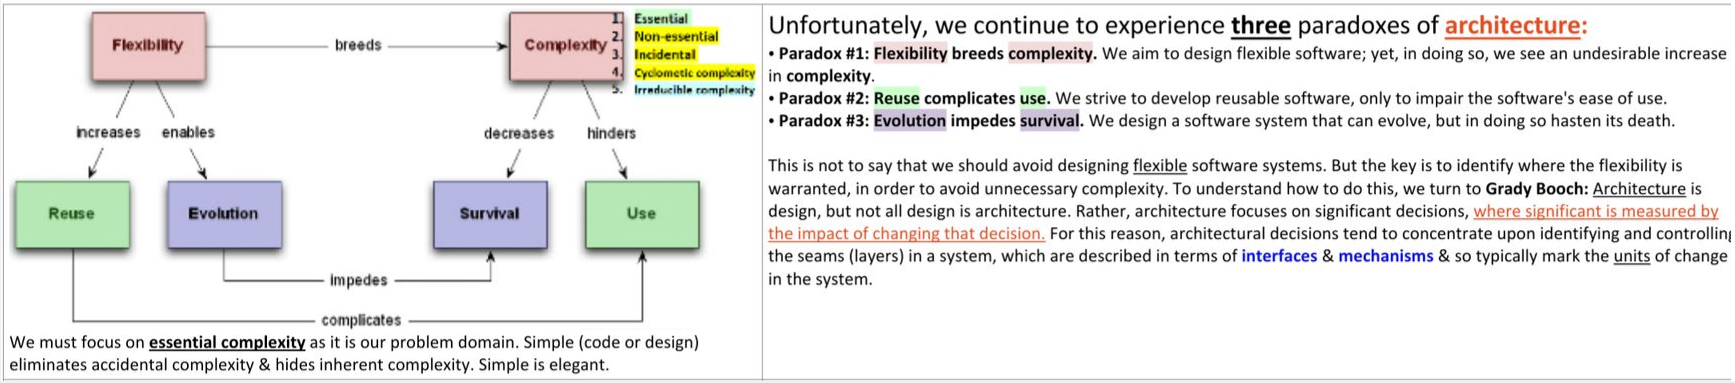 Flexibility
breeds
Complexity
1. Essential
2. Non-essential
3. Incidental
4. Cyclometic complexity
5. Irreducible complexity
increases
enables
decreases
hinders
Reuse
Evolution
Survival
Use
impedes
complicates
We must focus on essential complexity as it is our problem domain. Simple (code or design)
eliminates accidental complexity & hides inherent complexity. Simple is elegant.
Unfortunately, we continue to experience three paradoxes of architecture:
• Paradox #1: Flexibility breeds complexity. We aim to design flexible software; yet, in doing so, we see an undesirable increase
in complexity.
• Paradox #2: Reuse complicates use. We strive to develop reusable software, only to impair the software's ease of use.
• Paradox #3: Evolution impedes survival. We design a software system that can evolve, but in doing so hasten its death.
This is not to say that we should avoid designing flexible software systems. But the key is to identify where the flexibility is
warranted, in order to avoid unnecessary complexity. To understand how to do this, we turn to Grady Booch: Architecture is
design, but not all design is architecture. Rather, architecture focuses on significant decisions, where significant is measured by
the impact of changing that decision. For this reason, architectural decisions tend to concentrate upon identifying and controllin
the seams (layers) in a system, which are described in terms of interfaces & mechanisms & so typically mark the units of change
in the system.